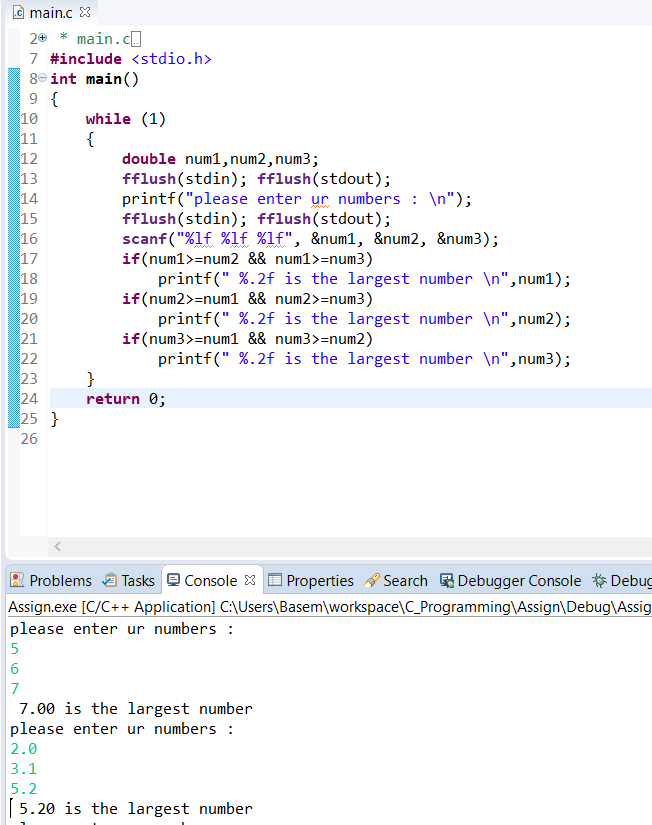 main.c
2 * main.c
7 #include <stdio.h>
8 int main()
9 {
10 while (1)
11 {
12 double num1,num2,num3;
13 fflush(stdin); fflush(stdout);
14 printf("please enter ur numbers : \n");
15 fflush(stdin); fflush(stdout);
16 scanf("%lf %lf %lf", &num1, &num2, &num3);
17 if(num1>=num2 && num1>=num3)
18 printf(" %.2f is the largest number \n",num1);
19 if(num2>=num1 && num2>=num3)
20 printf(" %.2f is the largest number \n",num2);
21 if(num3>=num1 && num3>=num2)
22 printf(" %.2f is the largest number \n",num3);
23 }
24 return 0;
25 }
26
Problems Tasks Console Properties Search Debugger Console Debug
Assign.exe [C/C++ Application] C:\Users\Basem\workspace\C_Programming\Assign\Debug\Assig
please enter ur numbers :
5
6
7
7.00 is the largest number
please enter ur numbers :
2.0
3.1
5.2
5.20 is the largest number